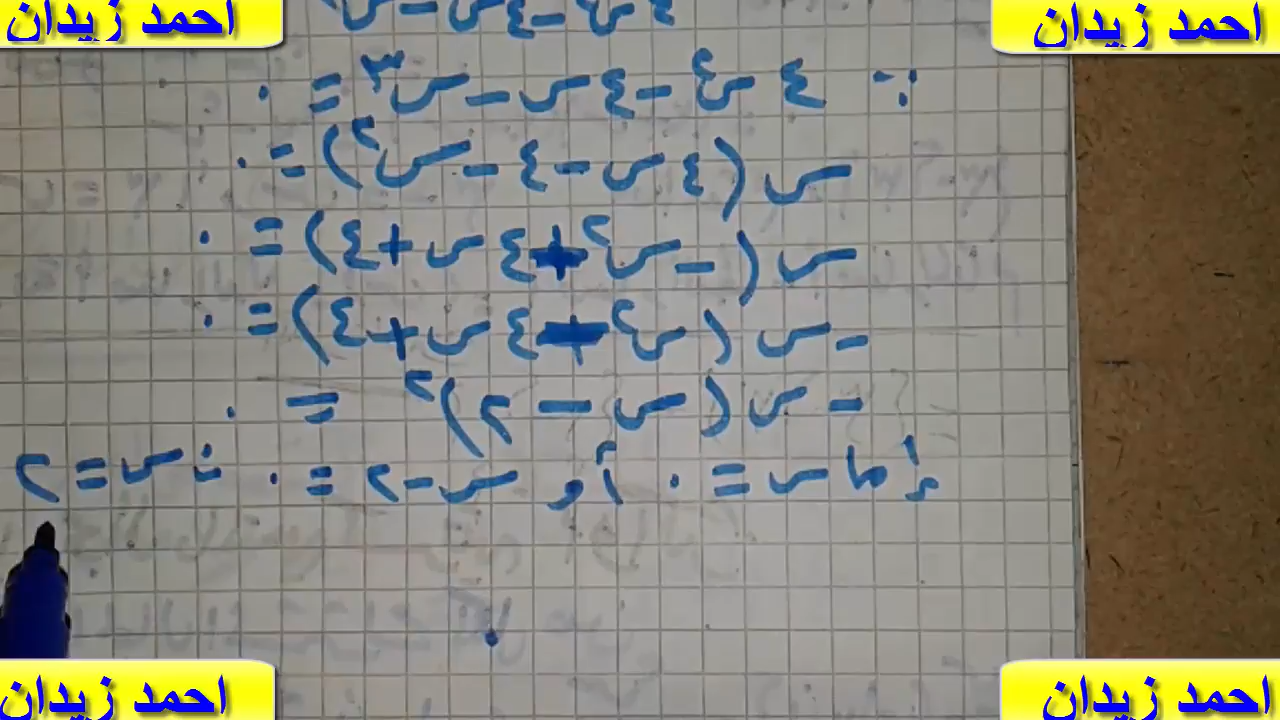 احمد زيدان
احمد زيدان
∵ ٤ س٤ - ٤ س - س٣ = ٠
س (٤ س - ٤ - س٢) = ٠
س (- س٢ + ٤ س + ٤) = ٠
- س (س٢ + ٤ س + ٤) = ٠
- س (س - ٢)٢ = ٠
إما س = ٠ أو س - ٢ = ٠ ∴ س = ٢
احمد زيدان
احمد زيدان